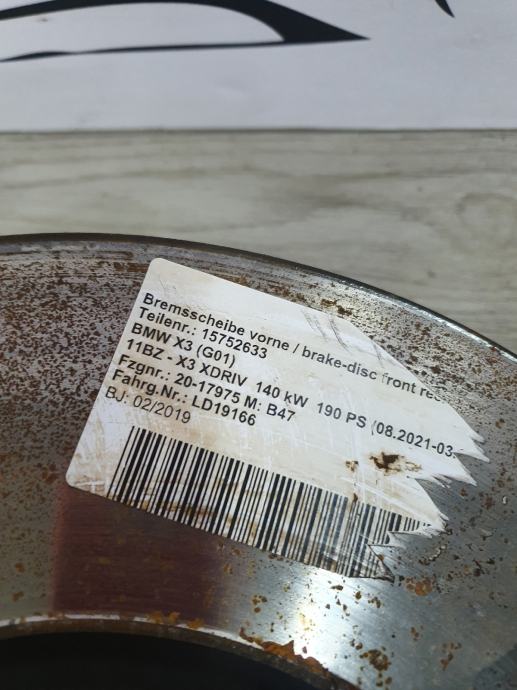 Bremsscheibe vorne / brake-disc front rec
Teilenr.: 15752633
BMW X3 (G01)
11BZ - X3 XDRIV 140 kW 190 PS (08.2021-03.
Fzgnr.: 20-17975 M: B47
Fahrg.Nr.: LD19166
BJ: 02/2019